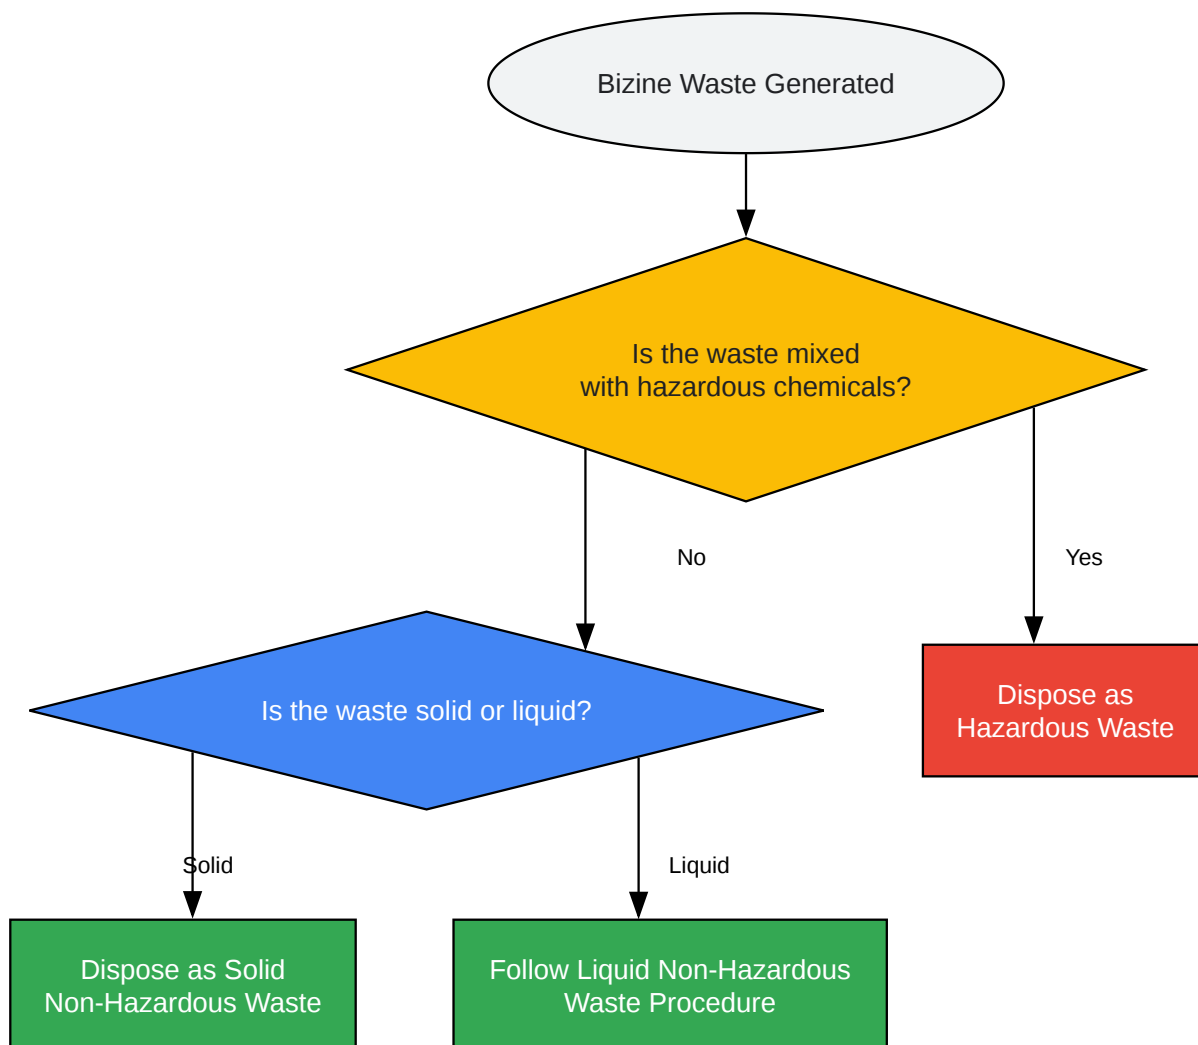 Bizine Waste Generated
Is the waste mixed
with hazardous chemicals?
No
Yes
Is the waste solid or liquid?
Dispose as
Hazardous Waste
Solid
Liquid
Dispose as Solid
Non-Hazardous Waste
Follow Liquid Non-Hazardous
Waste Procedure